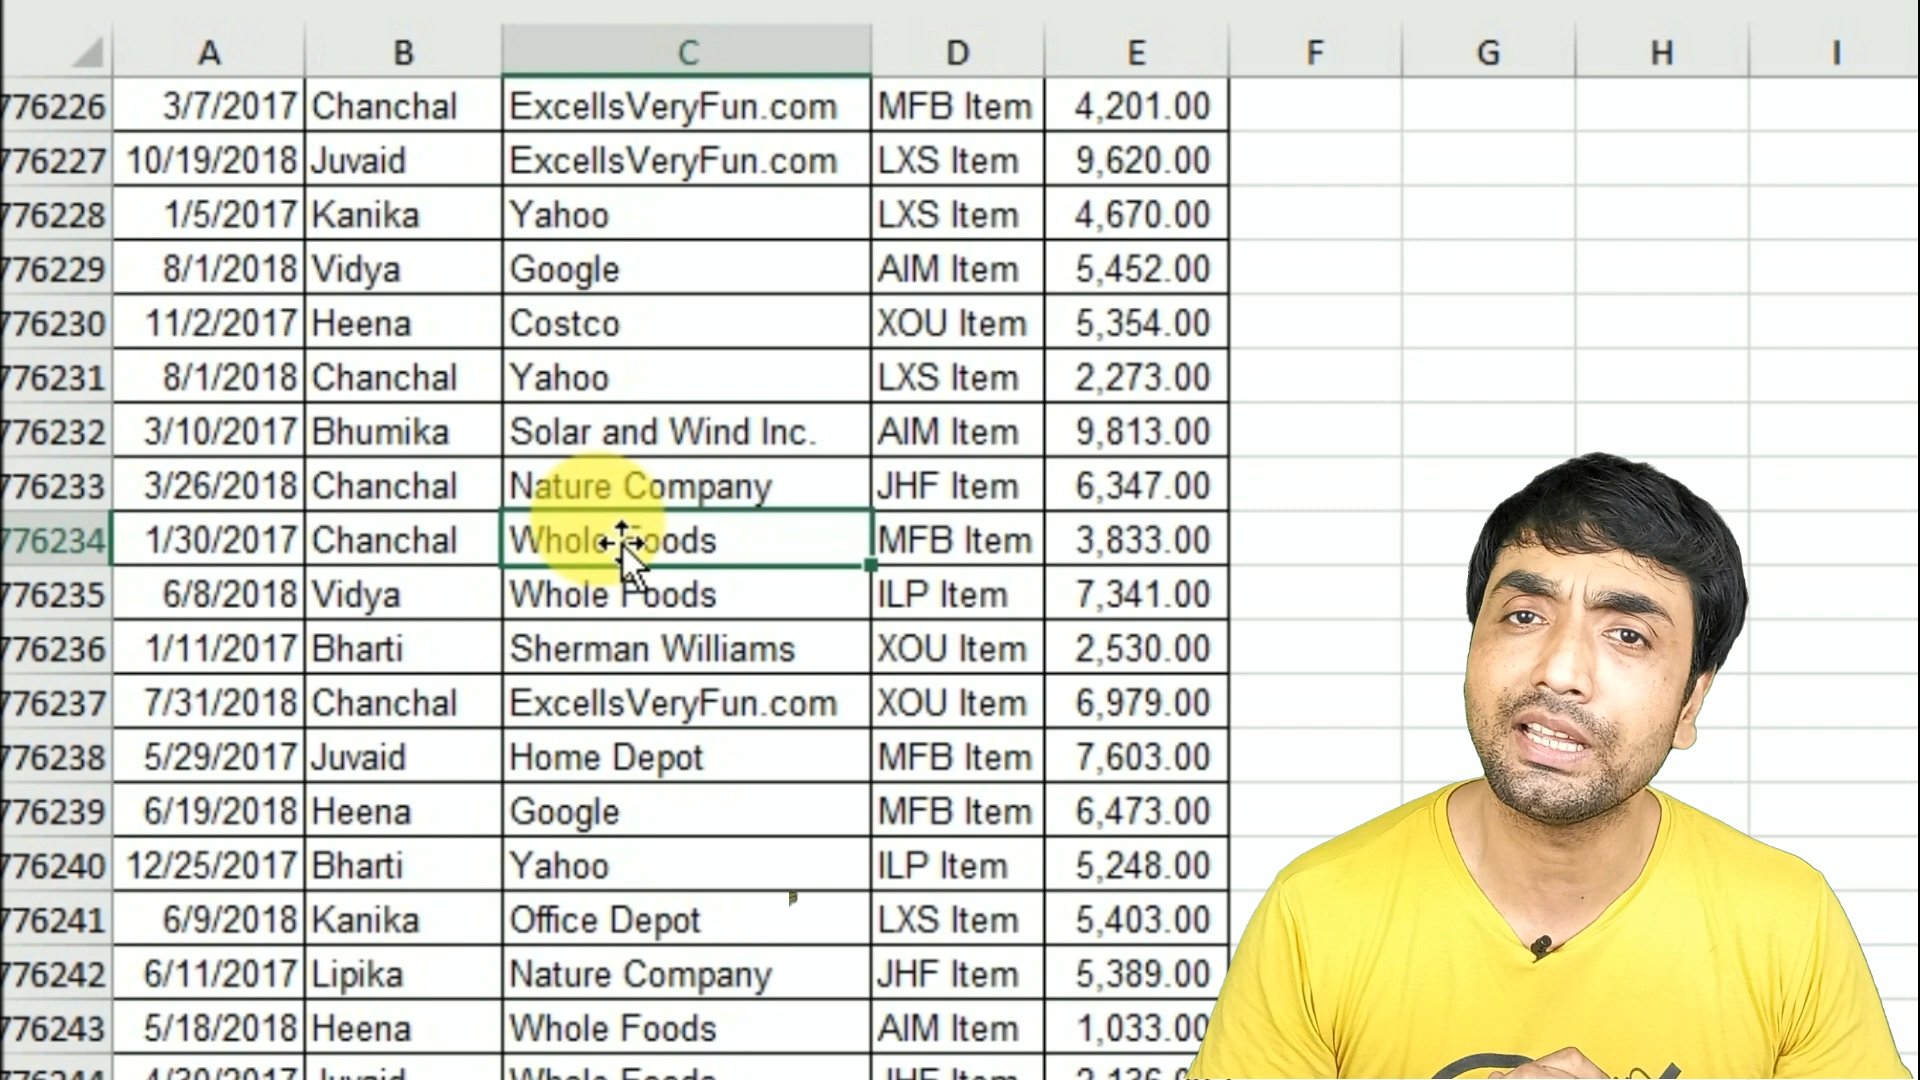 A B C D E F G H I
776226 3/7/2017 Chanchal ExcelIsVeryFun.com MFB Item 4,201.00
776227 10/19/2018 Juvaid ExcelIsVeryFun.com LXS Item 9,620.00
776228 1/5/2017 Kanika Yahoo LXS Item 4,670.00
776229 8/1/2018 Vidya Google AIM Item 5,452.00
776230 11/2/2017 Heena Costco XOU Item 5,354.00
776231 8/1/2018 Chanchal Yahoo LXS Item 2,273.00
776232 3/10/2017 Bhumika Solar and Wind Inc. AIM Item 9,813.00
776233 3/26/2018 Chanchal Nature Company JHF Item 6,347.00
776234 1/30/2017 Chanchal Whole Foods MFB Item 3,833.00
776235 6/8/2018 Vidya Whole Foods ILP Item 7,341.00
776236 1/11/2017 Bharti Sherman Williams XOU Item 2,530.00
776237 7/31/2018 Chanchal ExcelIsVeryFun.com XOU Item 6,979.00
776238 5/29/2017 Juvaid Home Depot MFB Item 7,603.00
776239 6/19/2018 Heena Google MFB Item 6,473.00
776240 12/25/2017 Bharti Yahoo ILP Item 5,248.00
776241 6/9/2018 Kanika Office Depot LXS Item 5,403.00
776242 6/11/2017 Lipika Nature Company JHF Item 5,389.00
776243 5/18/2018 Heena Whole Foods AIM Item 1,033.00
776244 4/30/2017 Juvaid Whole Foods JHF Item